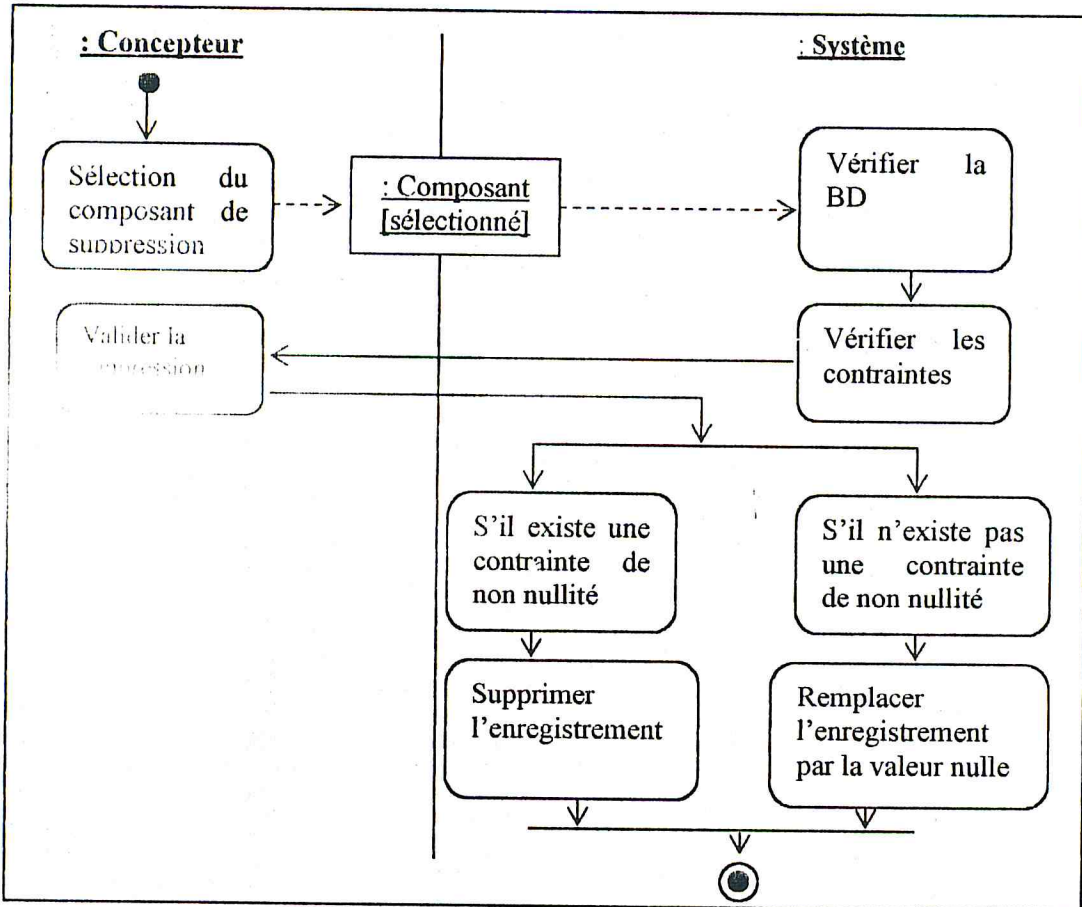 : Concepteur
: Système
Sélection du
composant de
suppression
: Composant
[sélectionné]
Vérifier la
BD
Valider la
Vérifier les
contraintes
S'il existe une
contrainte de
non nullité
S'il n'existe pas
une contrainte
de non nullité
Supprimer
l'enregistrement
Remplacer
l'enregistrement
par la valeur nulle